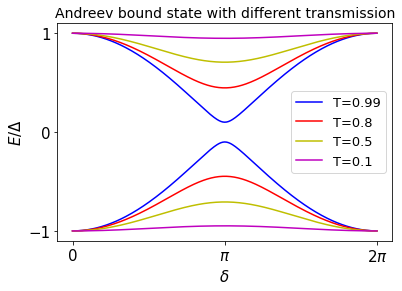 Andreev bound state with different transmission
1
0
−1
E/Δ
T=0.99
T=0.8
T=0.5
T=0.1
0
π
2π
δ